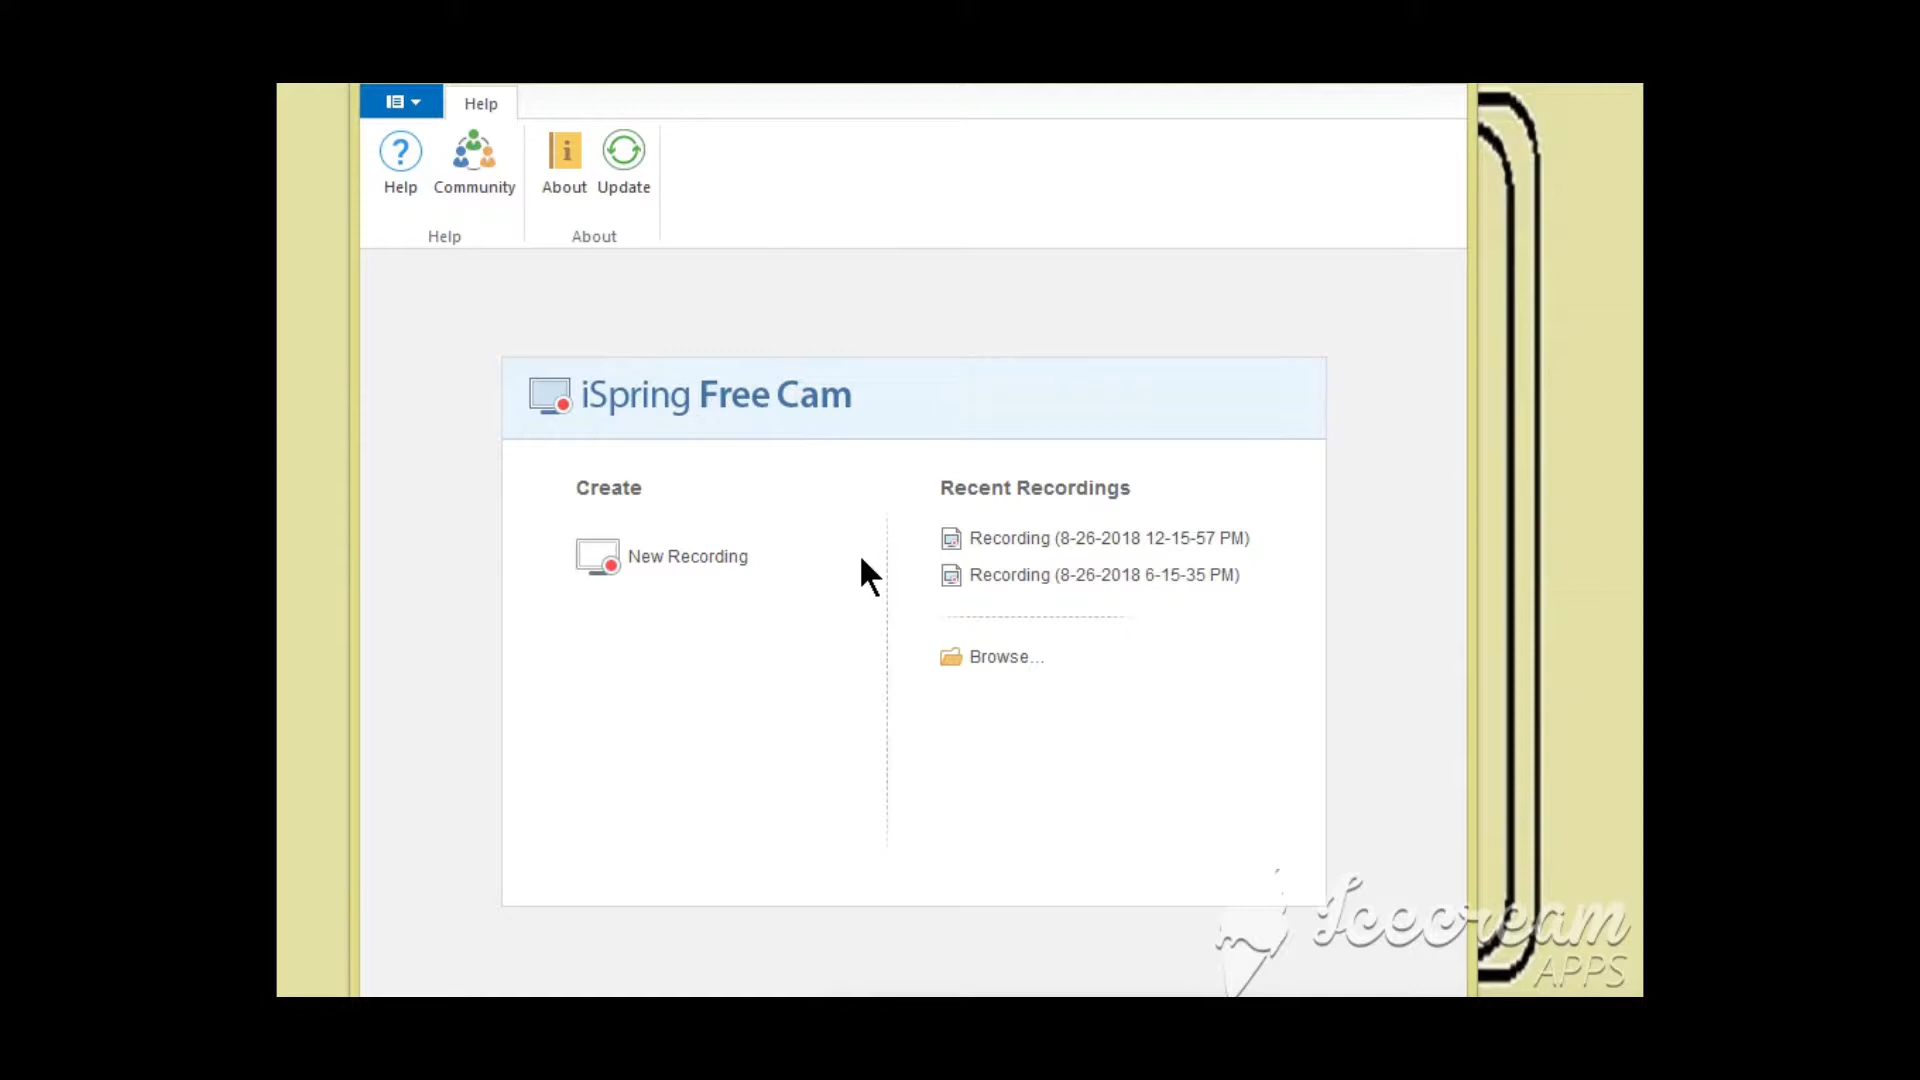 Help
Help
Community
About
Update
Help
About
iSpring Free Cam
Create
New Recording
Recent Recordings
Recording (8-26-2018 12-15-57 PM)
Recording (8-26-2018 6-15-35 PM)
Browse...
Icecream
APPS